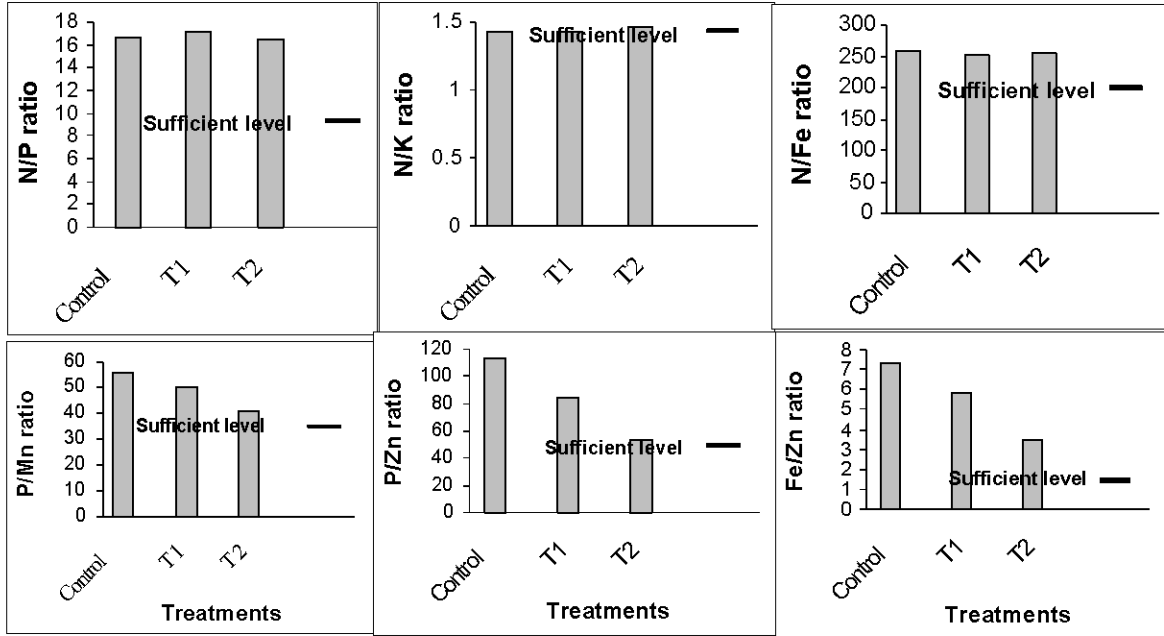 N/P ratio
18
16
14
12
10
8
6
4
2
0
Sufficient level
Control
T1
T2
N/K ratio
1.5
1
0.5
0
Sufficient level
Control
T1
T2
N/Fe ratio
300
250
200
150
100
50
0
Sufficient level
Control
T1
T2
P/Mn ratio
60
50
40
30
20
10
0
Sufficient level
Control
T1
T2
Treatments
P/Zn ratio
120
100
80
60
40
20
0
Sufficient level
Control
T1
T2
Treatments
Fe/Zn ratio
8
7
6
5
4
3
2
1
0
Sufficient level
Control
T1
T2
Treatments